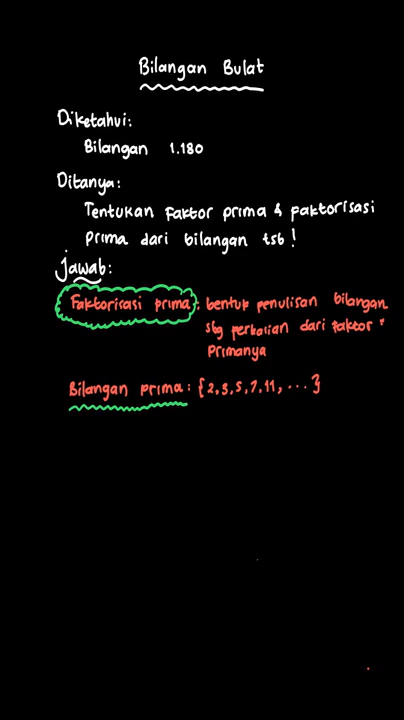 Bilangan Bulat
Diketahui:
Bilangan 1.180
Ditanya:
Tentukan faktor prima & faktorisasi
prima dari bilangan tsb!
Jawab:
Faktorisasi prima: bentuk penulisan bilangan
sbg perkalian dari faktor"
Primanya
Bilangan prima: {2,3,5,7,11,...}